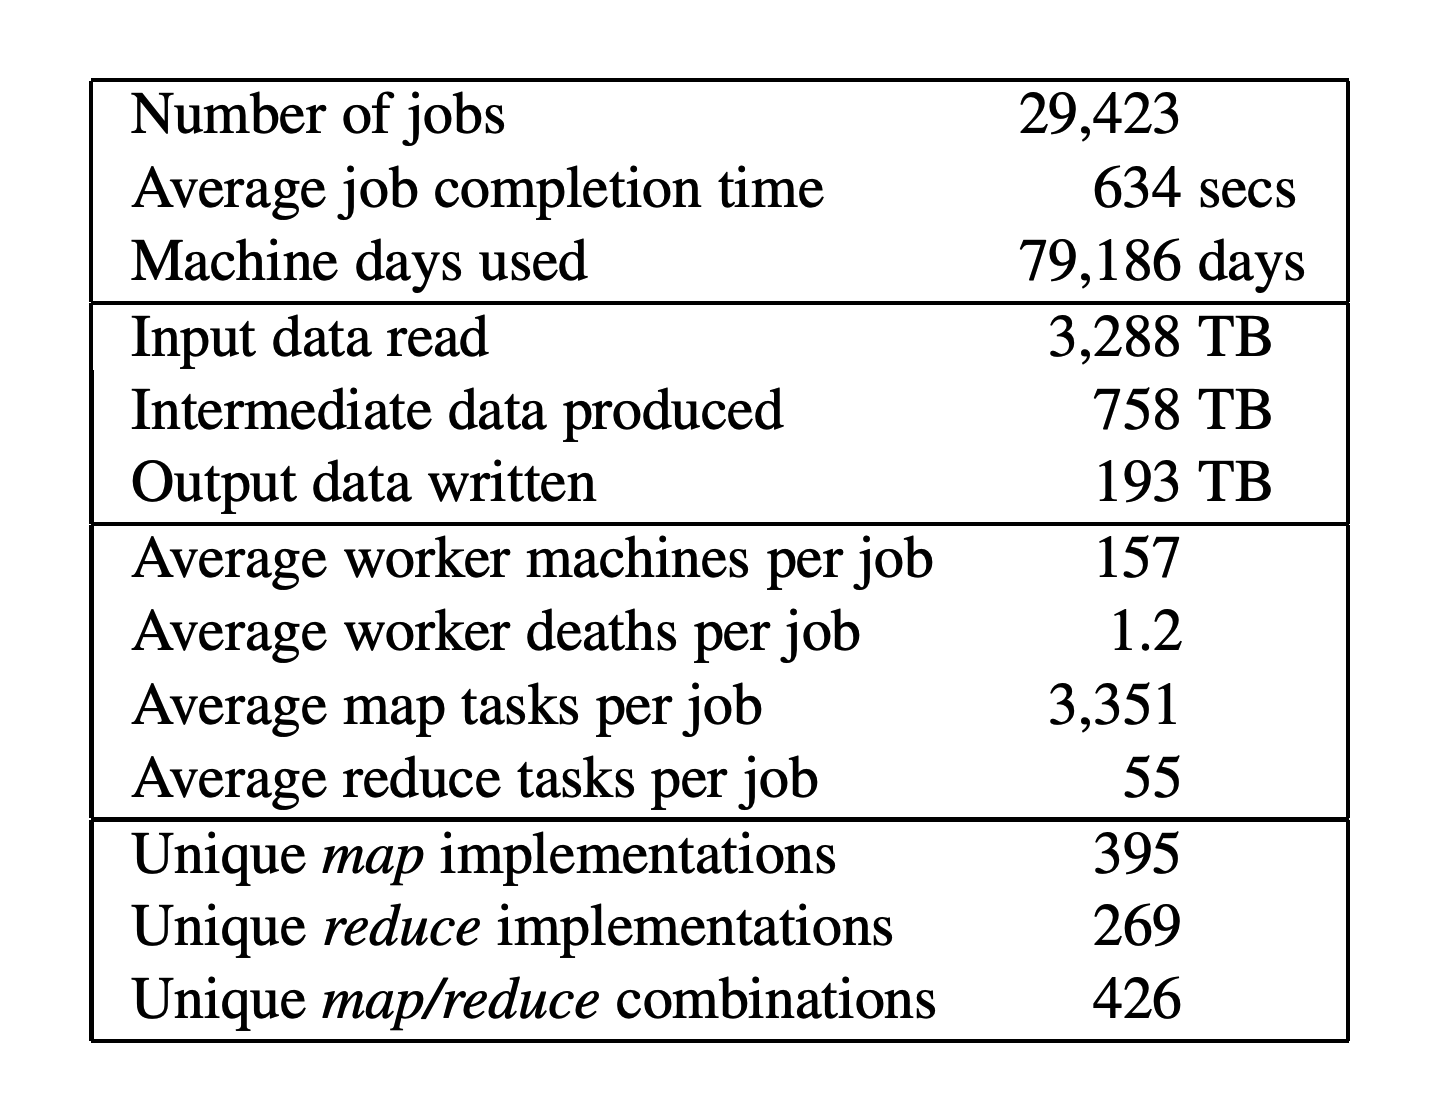 Number of jobs 29,423
Average job completion time 634 secs
Machine days used 79,186 days
Input data read 3,288 TB
Intermediate data produced 758 TB
Output data written 193 TB
Average worker machines per job 157
Average worker deaths per job 1.2
Average map tasks per job 3,351
Average reduce tasks per job 55
Unique map implementations 395
Unique reduce implementations 269
Unique map/reduce combinations 426